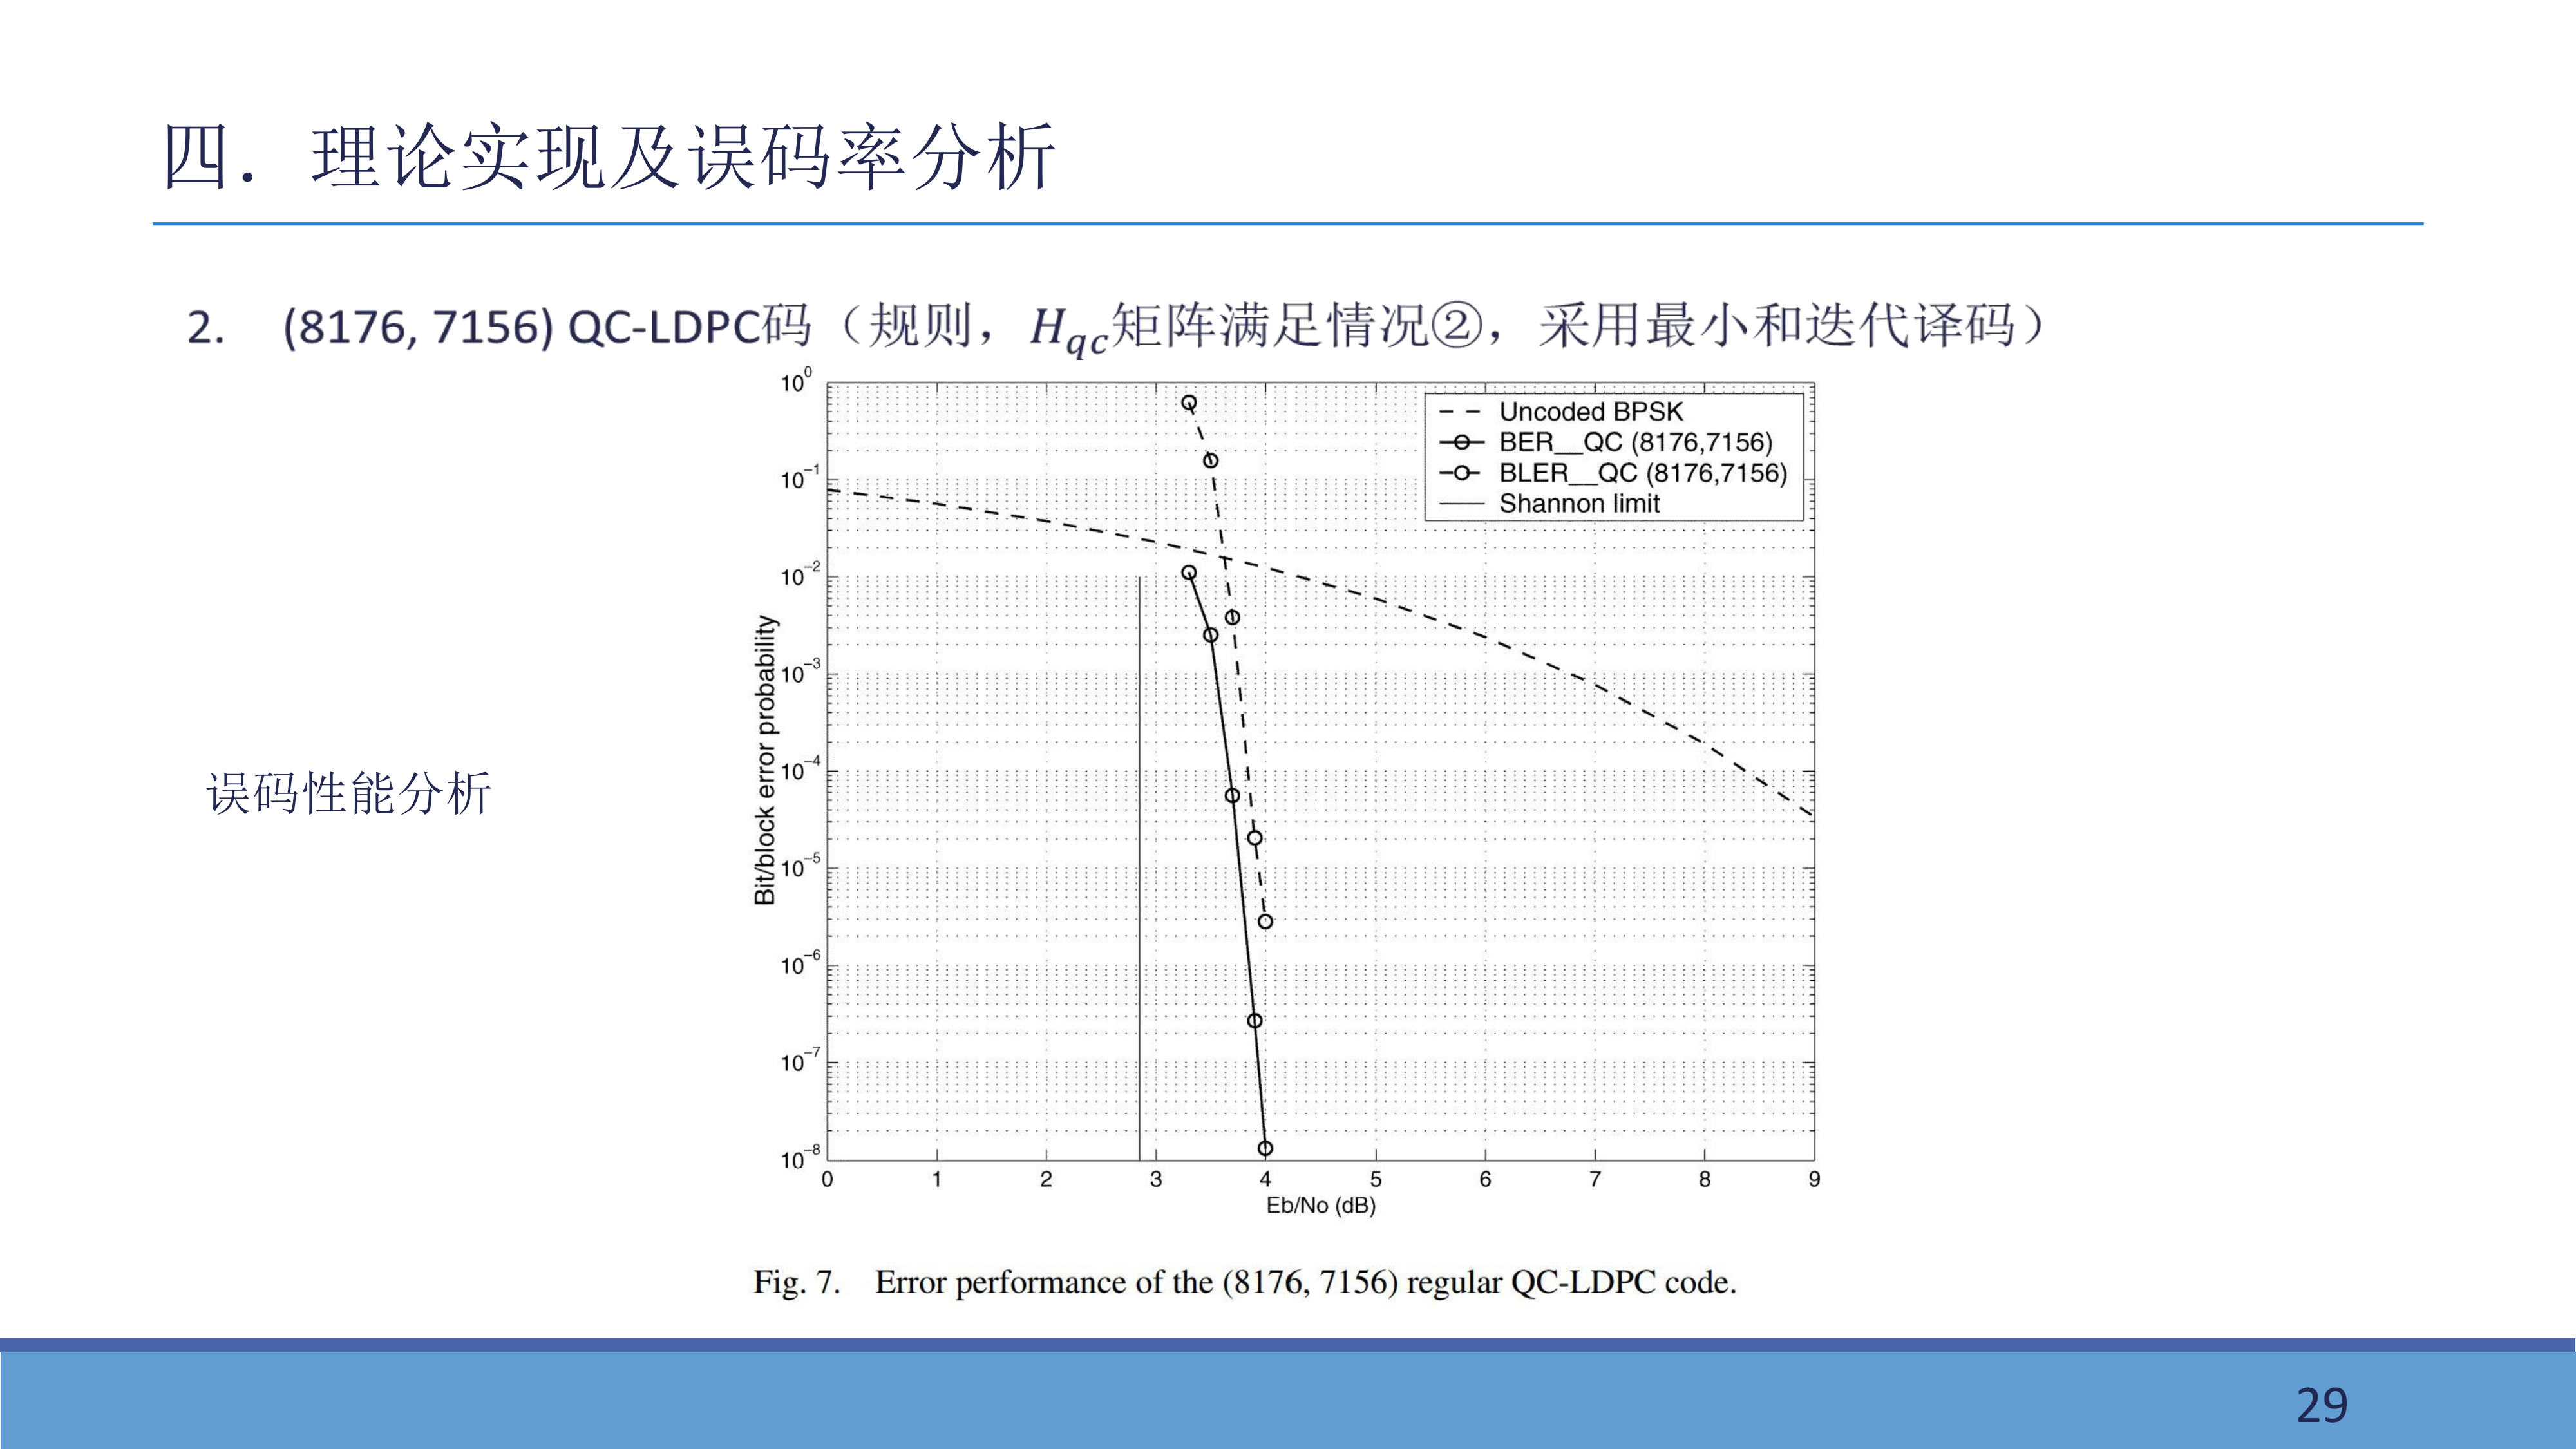 四．理论实现及误码率分析
2. (8176, 7156) QC-LDPC码（规则，H_qc矩阵满足情况②，采用最小和迭代译码）
误码性能分析
Bit/block error probability
10^0
10^-1
10^-2
10^-3
10^-4
10^-5
10^-6
10^-7
10^-8
Uncoded BPSK
BER__QC (8176,7156)
BLER__QC (8176,7156)
Shannon limit
0 1 2 3 4 5 6 7 8 9
Eb/No (dB)
Fig. 7. Error performance of the (8176, 7156) regular QC-LDPC code.
29